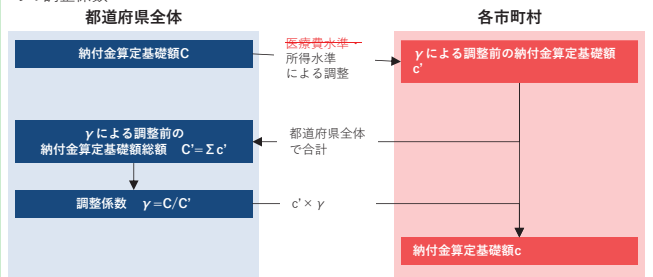 都道府県全体
各市町村
納付金算定基礎額C
医療費水準・
所得水準
による調整
γによる調整前の納付金算定基礎額
c’
γによる調整前の
納付金算定基礎額総額 C’=Σc’
都道府県全体
で合計
調整係数 γ=C/C’
c’×γ
納付金算定基礎額c